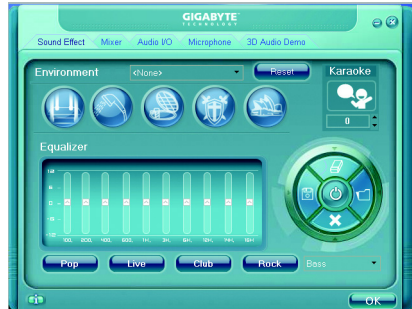 GIGABYTE
TECHNOLOGY
Sound Effect Mixer Audio I/O Microphone 3D Audio Demo
Environment <None> Reset Karaoke
0
Equalizer
Pop Live Club Rock Bass
OK